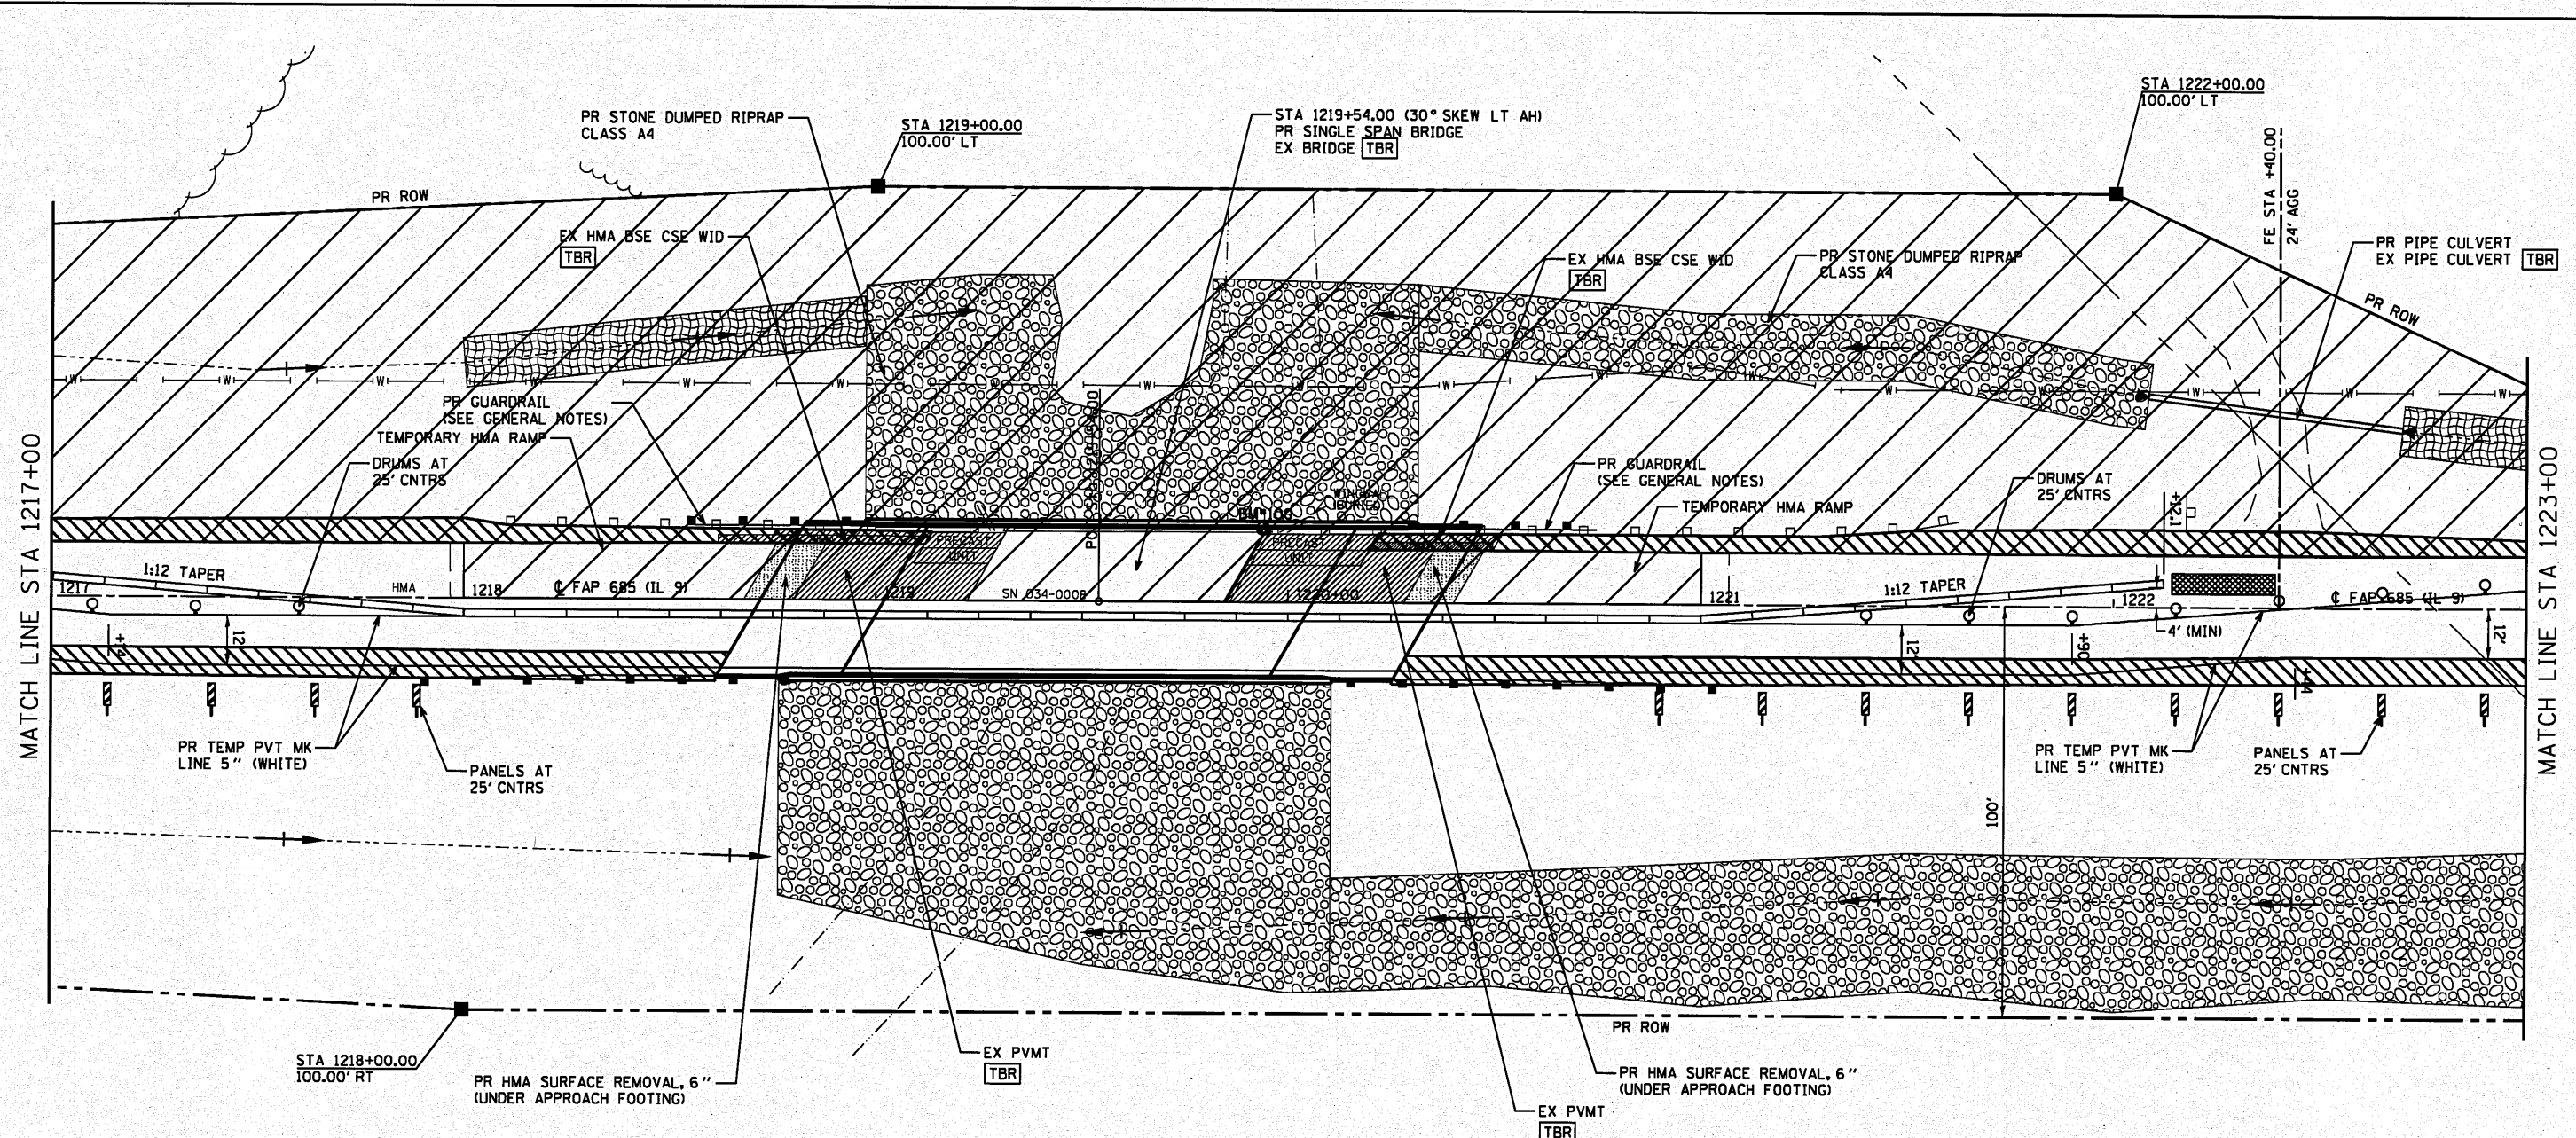 STA 1222+00.00
100.00' LT
PR STONE DUMPED RIPRAP
CLASS A4
STA 1219+00.00
100.00' LT
STA 1219+54.00 (30° SKEW LT AH)
PR SINGLE SPAN BRIDGE
EX BRIDGE TBR
PR ROW
FE STA +40.00
24' AGG
EX HMA BSE CSE WID
TBR
EX HMA BSE CSE WID
TBR
PR STONE DUMPED RIPRAP
CLASS A4
PR PIPE CULVERT
EX PIPE CULVERT TBR
PR ROW
W W W W W W W W W W W W W W W W
PR GUARDRAIL
(SEE GENERAL NOTES)
TEMPORARY HMA RAMP
DRUMS AT
25' CNTRS
PR GUARDRAIL
(SEE GENERAL NOTES)
TEMPORARY HMA RAMP
DRUMS AT
25' CNTRS
MATCH LINE STA 1217+00
MATCH LINE STA 1223+00
PRECAST
UNIT
PRECAST
UNIT
1:12 TAPER
1217
HMA
1218
℄ FAP 685 (IL 9)
1219
SN 034-0008
1220+00
1221
1:12 TAPER
1222
℄ FAP 685 (IL 9)
4' (MIN)
+74
12'
12'
+90
+44
12'
PR TEMP PVT MK
LINE 5" (WHITE)
PANELS AT
25' CNTRS
100'
PR TEMP PVT MK
LINE 5" (WHITE)
PANELS AT
25' CNTRS
PR ROW
STA 1218+00.00
100.00' RT
PR HMA SURFACE REMOVAL, 6"
(UNDER APPROACH FOOTING)
EX PVMT
TBR
PR HMA SURFACE REMOVAL, 6"
(UNDER APPROACH FOOTING)
EX PVMT
TBR